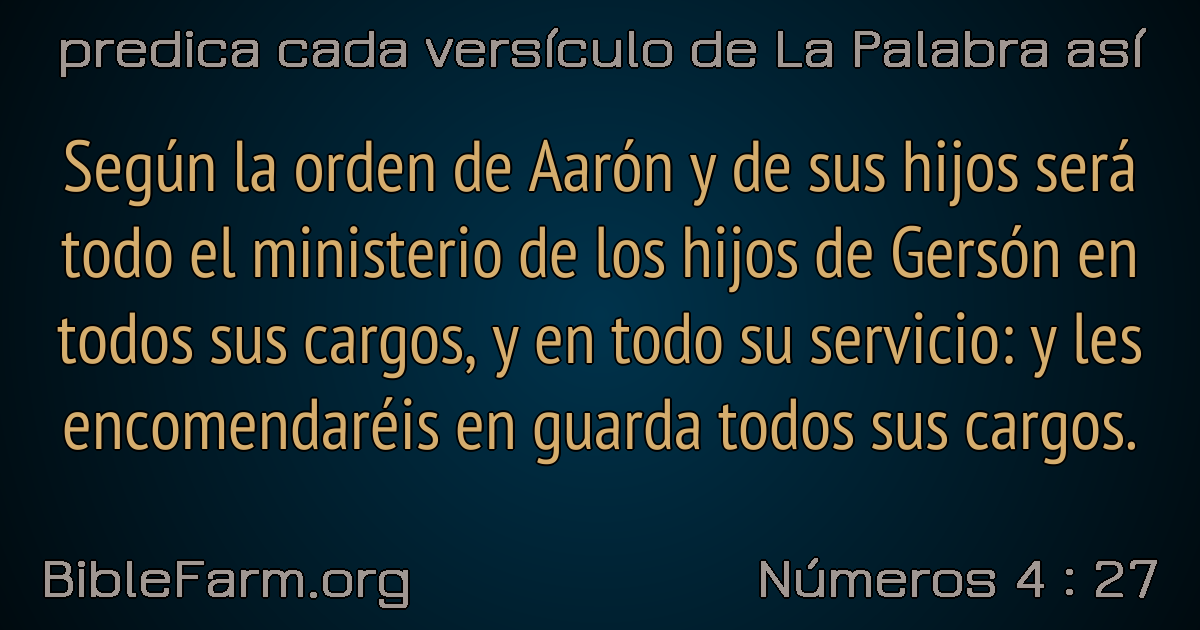 predica cada versículo de La Palabra así
Según la orden de Aarón y de sus hijos será
todo el ministerio de los hijos de Gersón en
todos sus cargos, y en todo su servicio: y les
encomendaréis en guarda todos sus cargos.
BibleFarm.org
Números 4 : 27